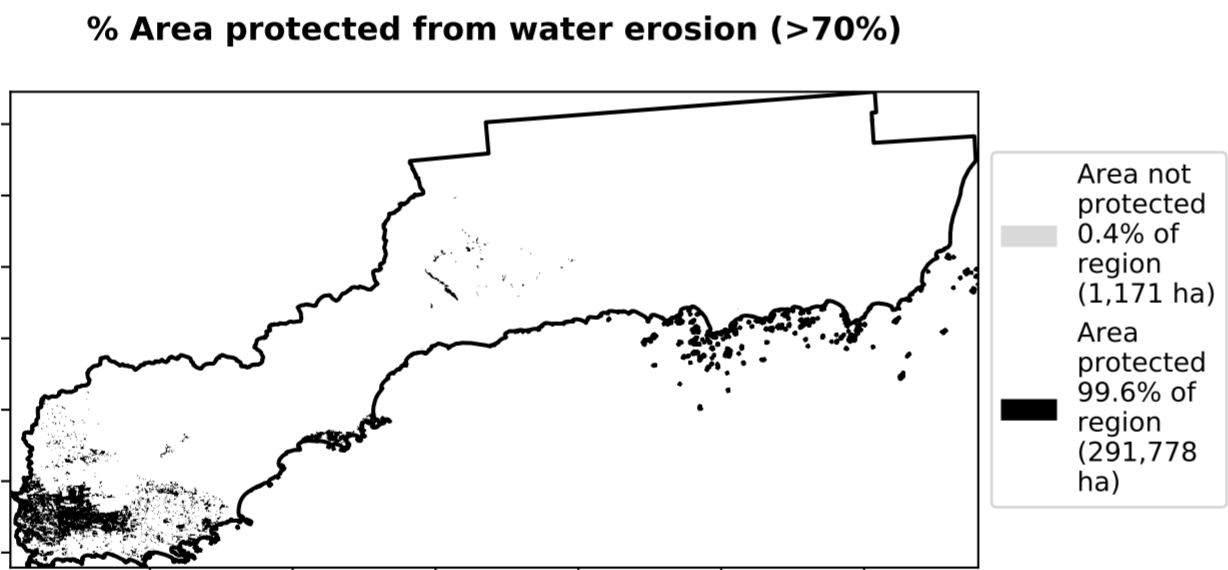 % Area protected from water erosion (>70%)
Area not
protected
0.4% of
region
(1,171 ha)
Area
protected
99.6% of
region
(291,778
ha)